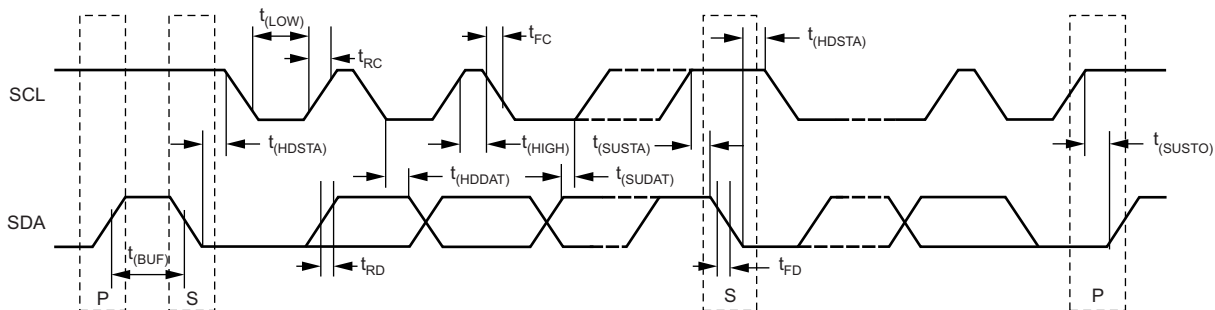 t(LOW)
tRC
tFC
t(HDSTA)
SCL
t(HDSTA)
t(HIGH)
t(SUSTA)
t(SUSTO)
t(HDDAT)
t(SUDAT)
SDA
t(BUF)
tRD
tFD
P
S
S
P